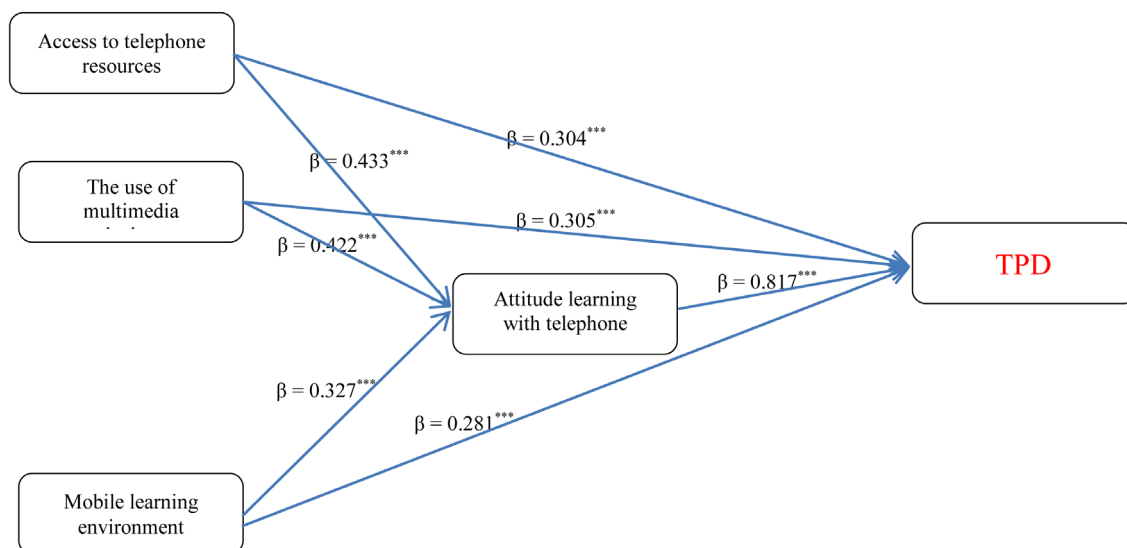 Access to telephone
resources
β = 0.304***
β = 0.433***
The use of
multimedia
β = 0.305***
β = 0.422***
TPD
β = 0.817***
Attitude learning
with telephone
β = 0.327***
β = 0.281***
Mobile learning
environment